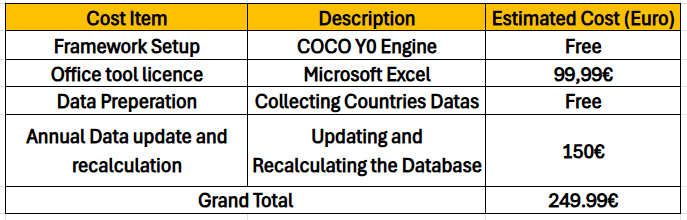 Cost Item Description Estimated Cost (Euro)
Framework Setup COCO Y0 Engine Free
Office tool licence Microsoft Excel 99,99€
Data Preperation Collecting Countries Datas Free
Annual Data update and recalculation Updating and Recalculating the Database 150€
Grand Total 249.99€